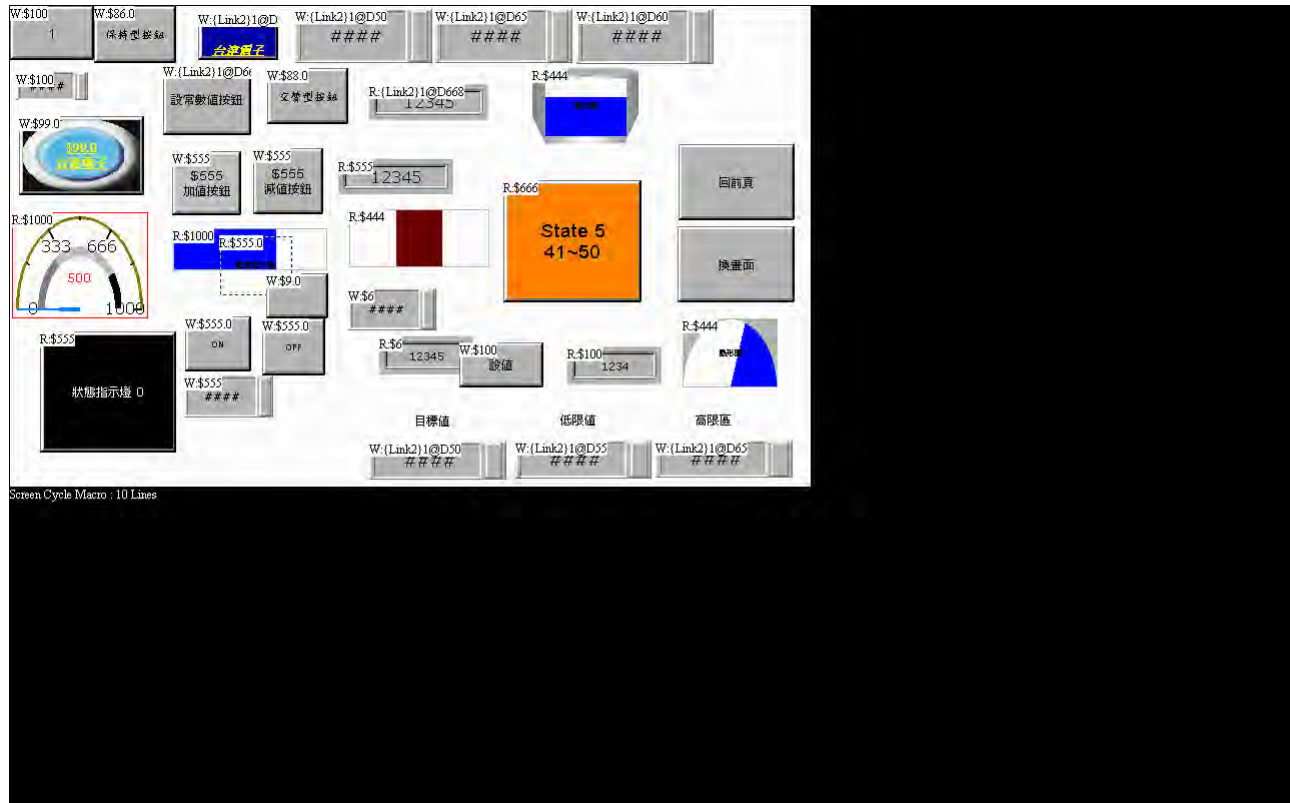 W:$100
1
W:$86.0
保持型按鈕
W:{Link2}1@D
台達電子
W:{Link2}1@D50
####
W:{Link2}1@D65
####
W:{Link2}1@D60
####
W:$100
####
W:{Link2}1@D66
設常數值按鈕
W:$88.0
交替型按鈕
R:{Link2}1@D668
12345
R:$444
W:$99.0
台達電子
W:$555
$555
加值按鈕
W:$555
$555
減值按鈕
R:$555
12345
R:$666
State 5
41~50
回前頁
R:$1000
333
666
500
0
1000
R:$1000
R:$555.0
R:$444
換畫面
W:$9.0
W:$6
####
R:$555
狀態指示燈 0
W:$555.0
ON
W:$555.0
OFF
R:$6
12345
W:$100
設值
R:$100
1234
R:$444
W:$555
####
目標值
低限值
高限區
W:{Link2}1@D50
####
W:{Link2}1@D55
####
W:{Link2}1@D65
####
Screen Cycle Macro : 10 Lines